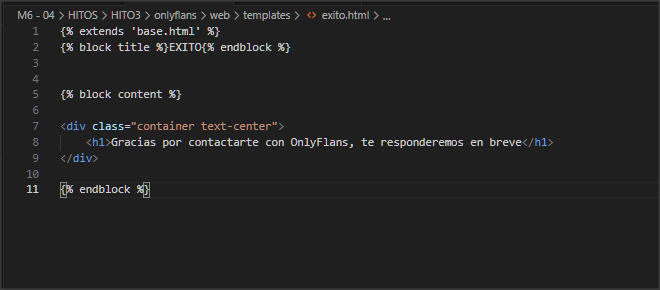 M6 - 04 > HITOS > HITO3 > onlyflans > web > templates > <> exito.html > ...
1 {% extends 'base.html' %}
2 {% block title %}EXITO{% endblock %}
3
4
5 {% block content %}
6
7 <div class="container text-center">
8 <h1>Gracias por contactarte con OnlyFlans, te responderemos en breve</h1>
9 </div>
10
11 {% endblock %}